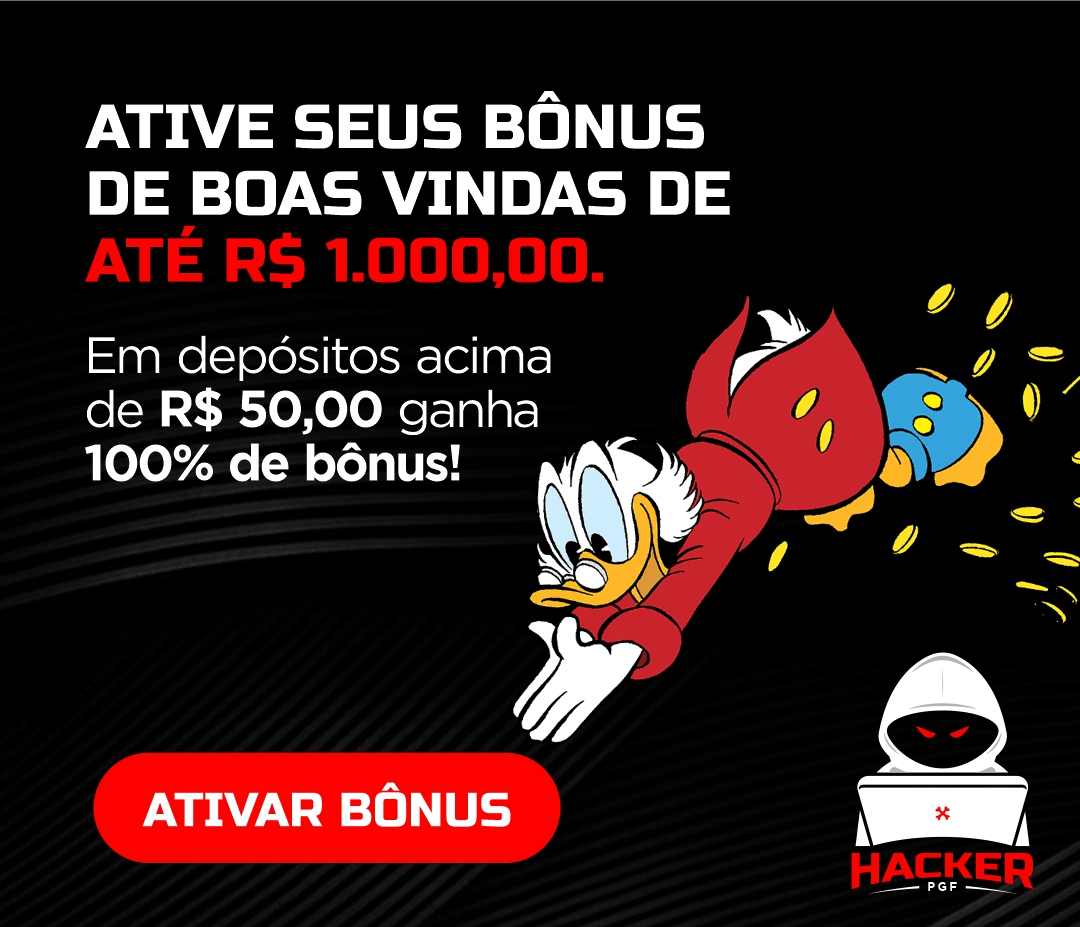 ATIVE SEUS BÔNUS
DE BOAS VINDAS DE
ATÉ R$ 1.000,00.
Em depósitos acima
de R$ 50,00 ganha
100% de bônus!
ATIVAR BÔNUS
HACKER
PGF